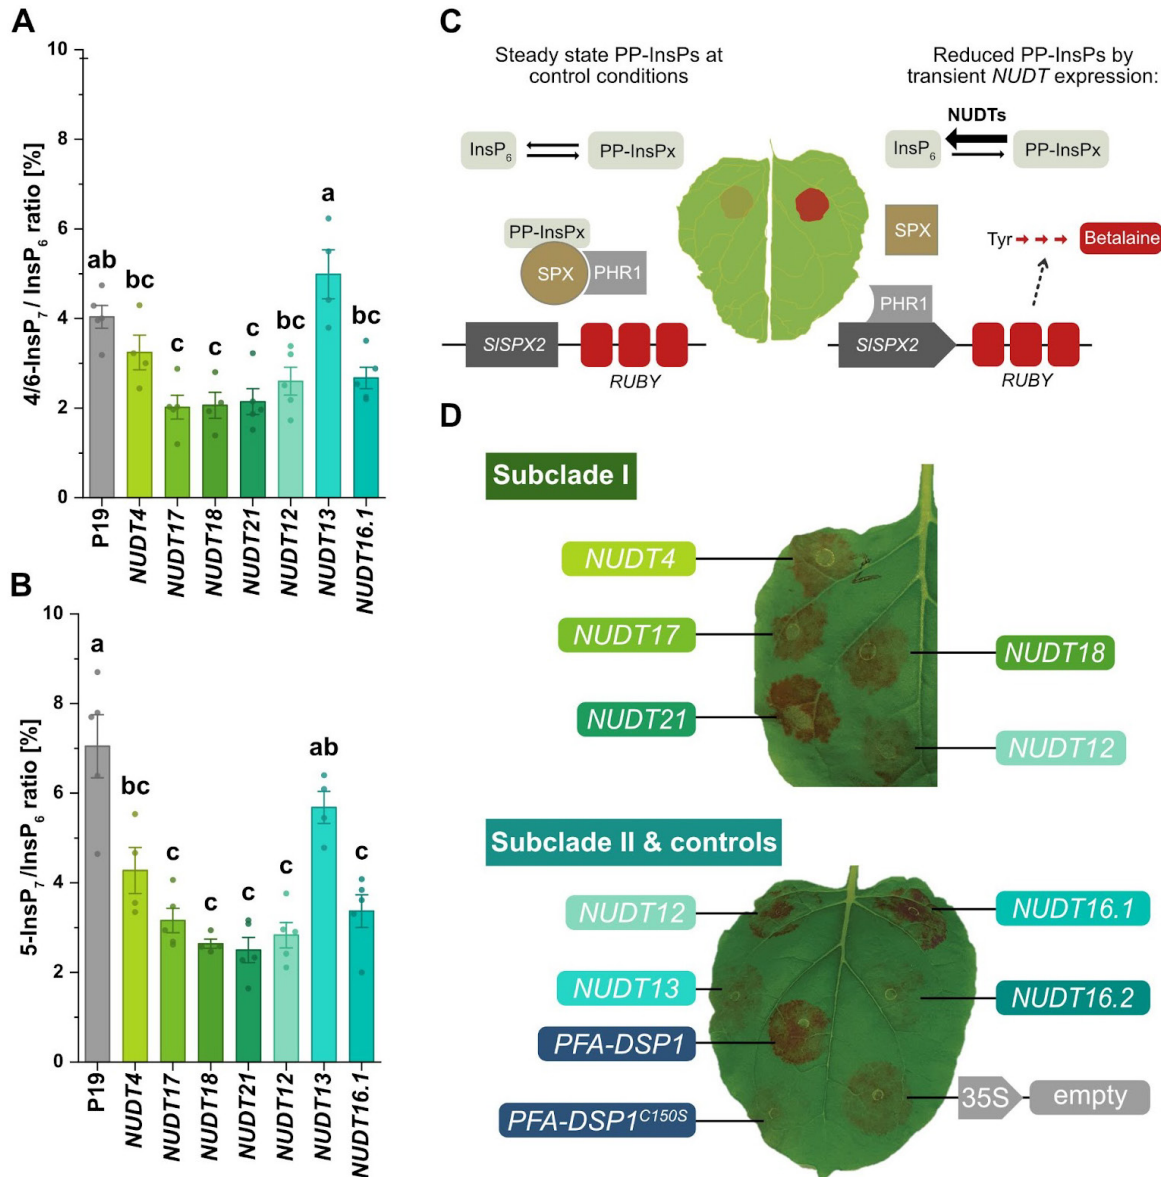 A
10
8
6
4
2
0
4/6-InsP7 / InsP6 ratio [%]
ab
bc
c
c
c
bc
a
bc
P19
NUDT4
NUDT17
NUDT18
NUDT21
NUDT12
NUDT13
NUDT16.1
B
10
8
6
4
2
0
5-InsP7 /InsP6 ratio [%]
a
bc
c
c
c
c
ab
c
P19
NUDT4
NUDT17
NUDT18
NUDT21
NUDT12
NUDT13
NUDT16.1
C
Steady state PP-InsPs at
control conditions
InsP6
PP-InsPx
PP-InsPx
SPX
PHR1
SlSPX2
RUBY
Reduced PP-InsPs by
transient NUDT expression:
NUDTs
InsP6
PP-InsPx
SPX
Tyr
Betalaine
PHR1
SlSPX2
RUBY
D
Subclade I
NUDT4
NUDT17
NUDT18
NUDT21
NUDT12
Subclade II & controls
NUDT12
NUDT16.1
NUDT13
NUDT16.2
PFA-DSP1
PFA-DSP1C150S
35S
empty